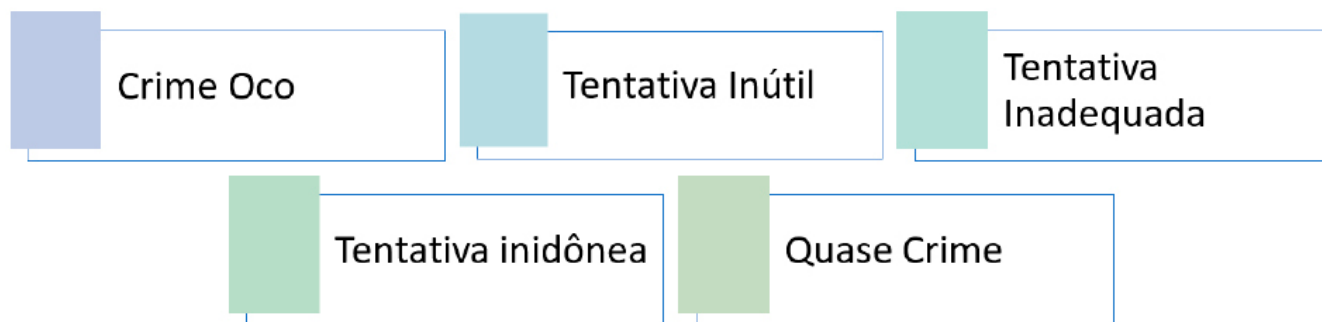 Crime Oco
Tentativa Inútil
Tentativa
Inadequada
Tentativa inidônea
Quase Crime